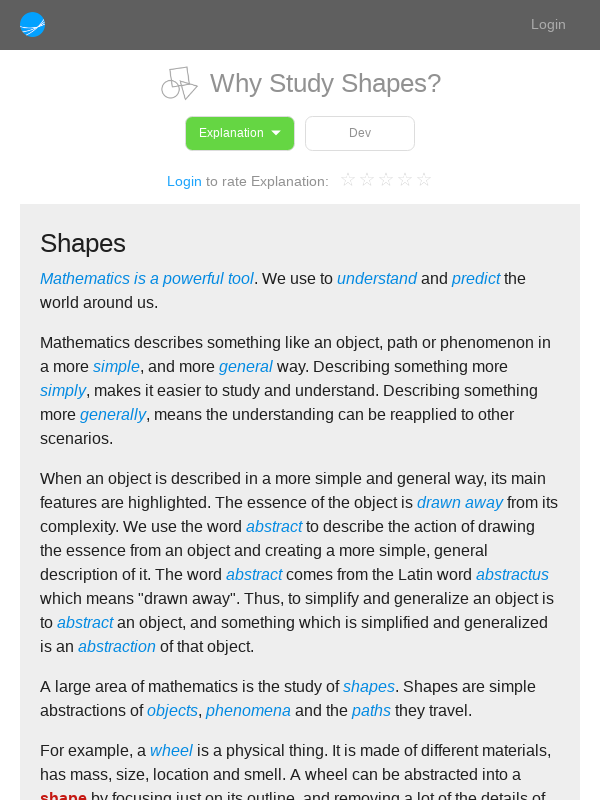 Login
Why Study Shapes?
Explanation
Dev
Login to rate Explanation: ☆☆☆☆☆
Shapes
Mathematics is a powerful tool. We use to understand and predict the
world around us.
Mathematics describes something like an object, path or phenomenon in
a more simple, and more general way. Describing something more
simply, makes it easier to study and understand. Describing something
more generally, means the understanding can be reapplied to other
scenarios.
When an object is described in a more simple and general way, its main
features are highlighted. The essence of the object is drawn away from its
complexity. We use the word abstract to describe the action of drawing
the essence from an object and creating a more simple, general
description of it. The word abstract comes from the Latin word abstractus
which means "drawn away". Thus, to simplify and generalize an object is
to abstract an object, and something which is simplified and generalized
is an abstraction of that object.
A large area of mathematics is the study of shapes. Shapes are simple
abstractions of objects, phenomena and the paths they travel.
For example, a wheel is a physical thing. It is made of different materials,
has mass, size, location and smell. A wheel can be abstracted into a
shape by focusing just on its outline, and removing a lot of the details of